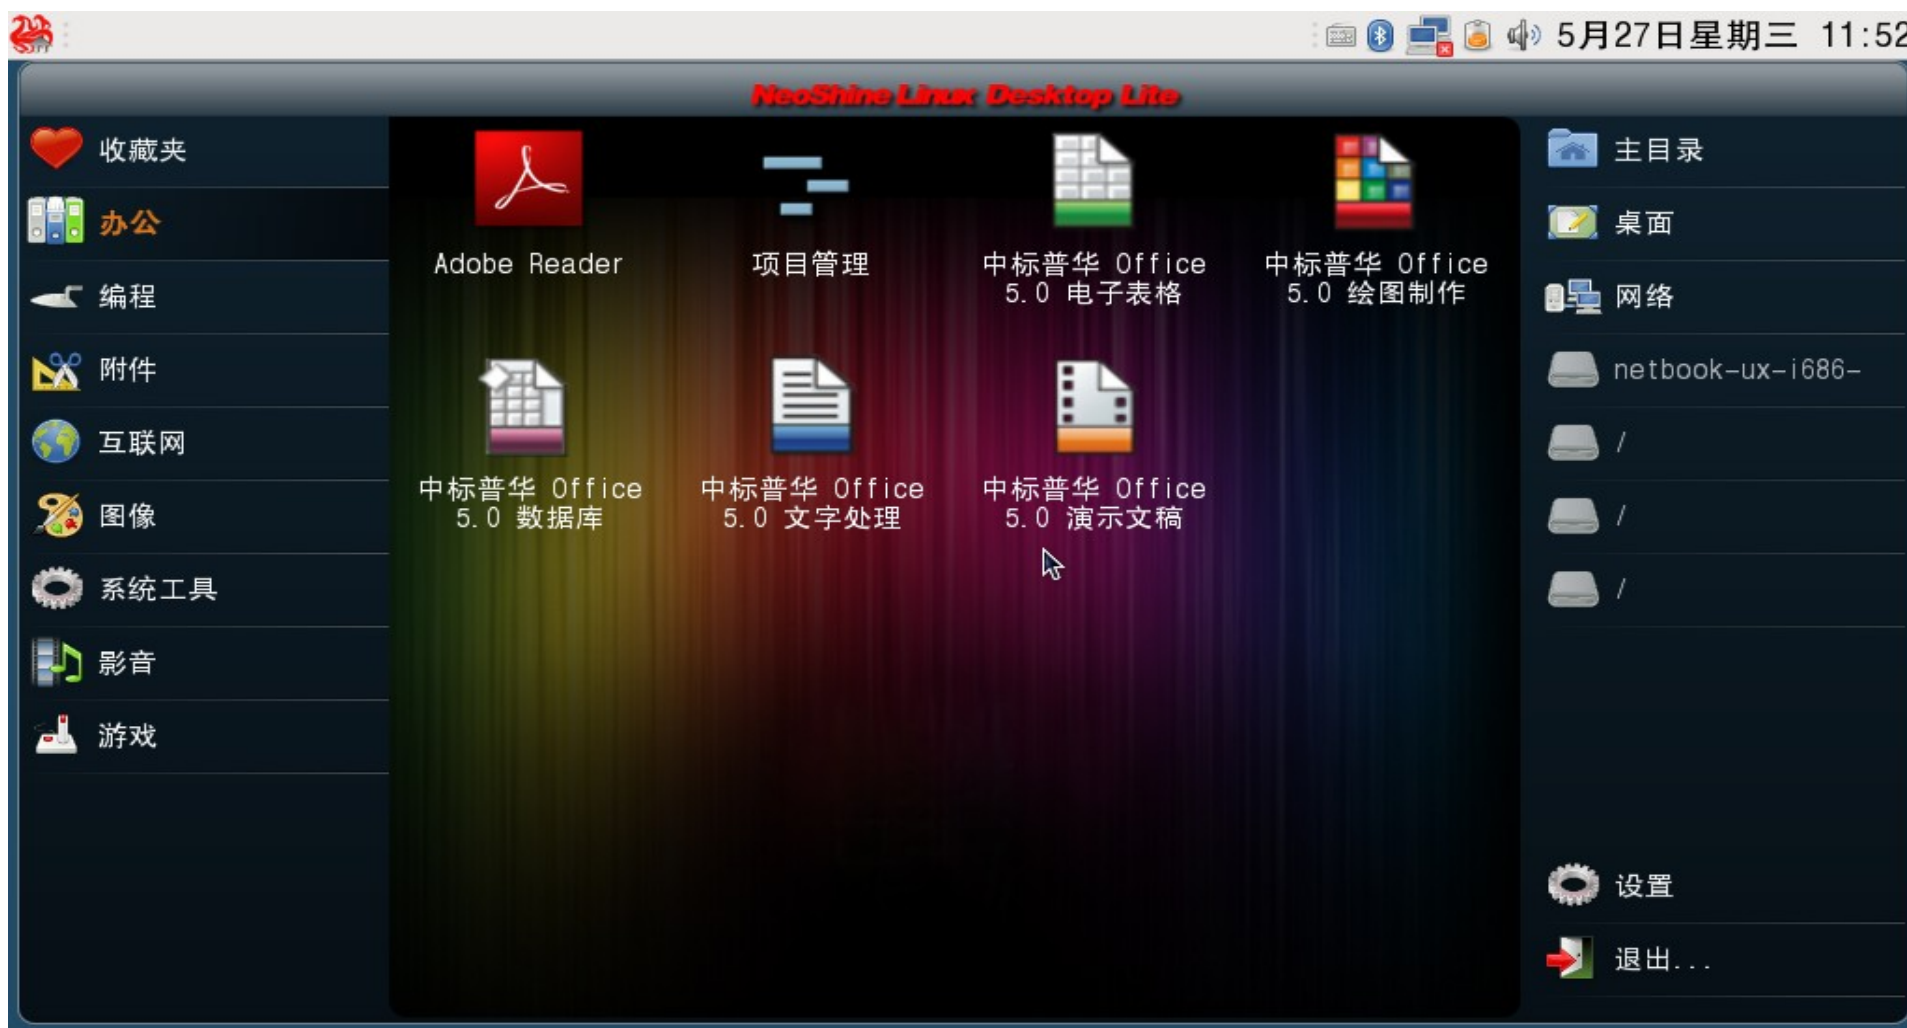 5月27日星期三 11:52
NeoShine Linux Desktop Lite
收藏夹
办公
编程
附件
互联网
图像
系统工具
影音
游戏
Adobe Reader
项目管理
中标普华 Office
5.0 电子表格
中标普华 Office
5.0 绘图制作
中标普华 Office
5.0 数据库
中标普华 Office
5.0 文字处理
中标普华 Office
5.0 演示文稿
主目录
桌面
网络
netbook-ux-i686-
/
/
/
设置
退出...